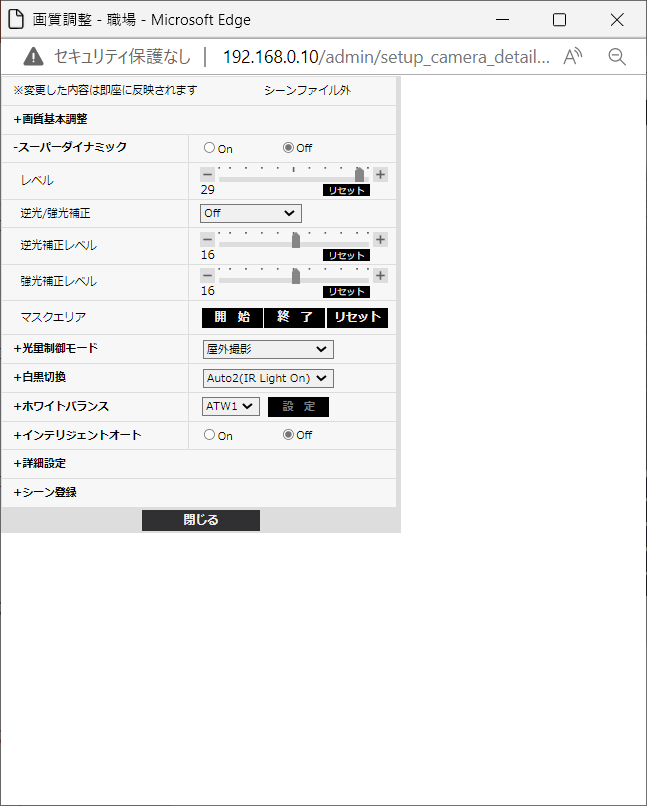 画質調整 - 職場 - Microsoft Edge
セキュリティ保護なし | 192.168.0.10/admin/setup_camera_detail...
※変更した内容は即座に反映されます シーンファイル外
+画質基本調整
-スーパーダイナミック On Off
レベル - +
29 リセット
逆光/強光補正 Off
逆光補正レベル - +
16 リセット
強光補正レベル - +
16 リセット
マスクエリア 開 始 終 了 リセット
+光量制御モード 屋外撮影
+白黒切換 Auto2(IR Light On)
+ホワイトバランス ATW1 設 定
+インテリジェントオート On Off
+詳細設定
+シーン登録
閉じる